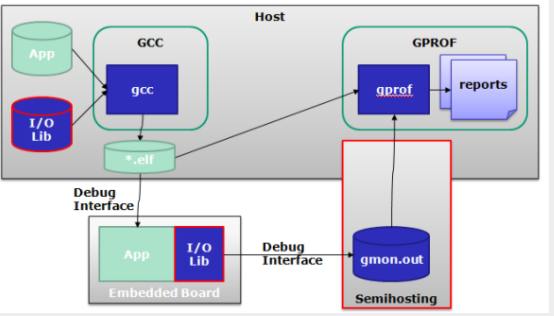 Host
GCC
GPROF
App
gcc
gprof
reports
I/O
Lib
*.elf
Debug
Interface
App
I/O
Lib
Debug
Interface
gmon.out
Embedded Board
Semihosting